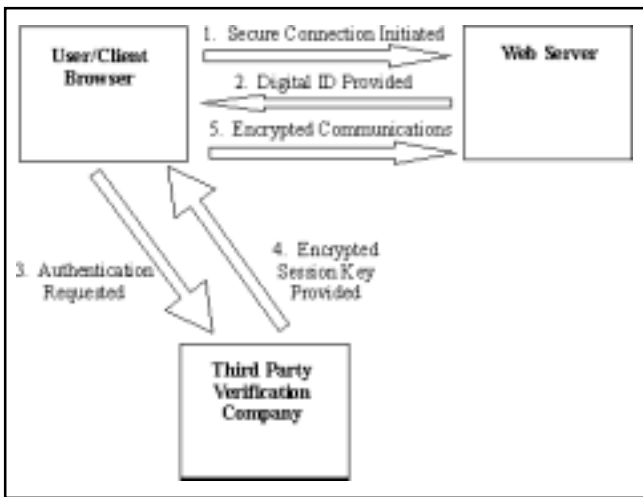 User/Client
Browser
1. Secure Connection Initiated
Web Server
2. Digital ID Provided
5. Encrypted Communications
3. Authentication
Requested
4. Encrypted
Session Key
Provided
Third Party
Verification
Company